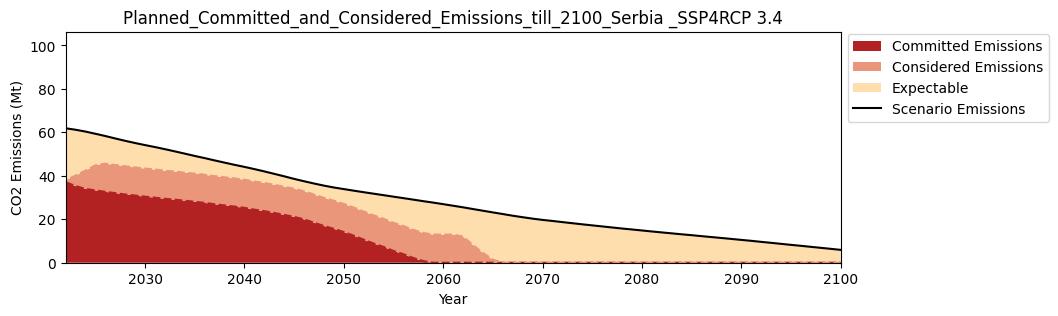 Planned_Committed_and_Considered_Emissions_till_2100_Serbia _SSP4RCP 3.4
100
80
60
40
20
0
CO2 Emissions (Mt)
2030
2040
2050
2060
2070
2080
2090
2100
Year
Committed Emissions
Considered Emissions
Expectable
Scenario Emissions